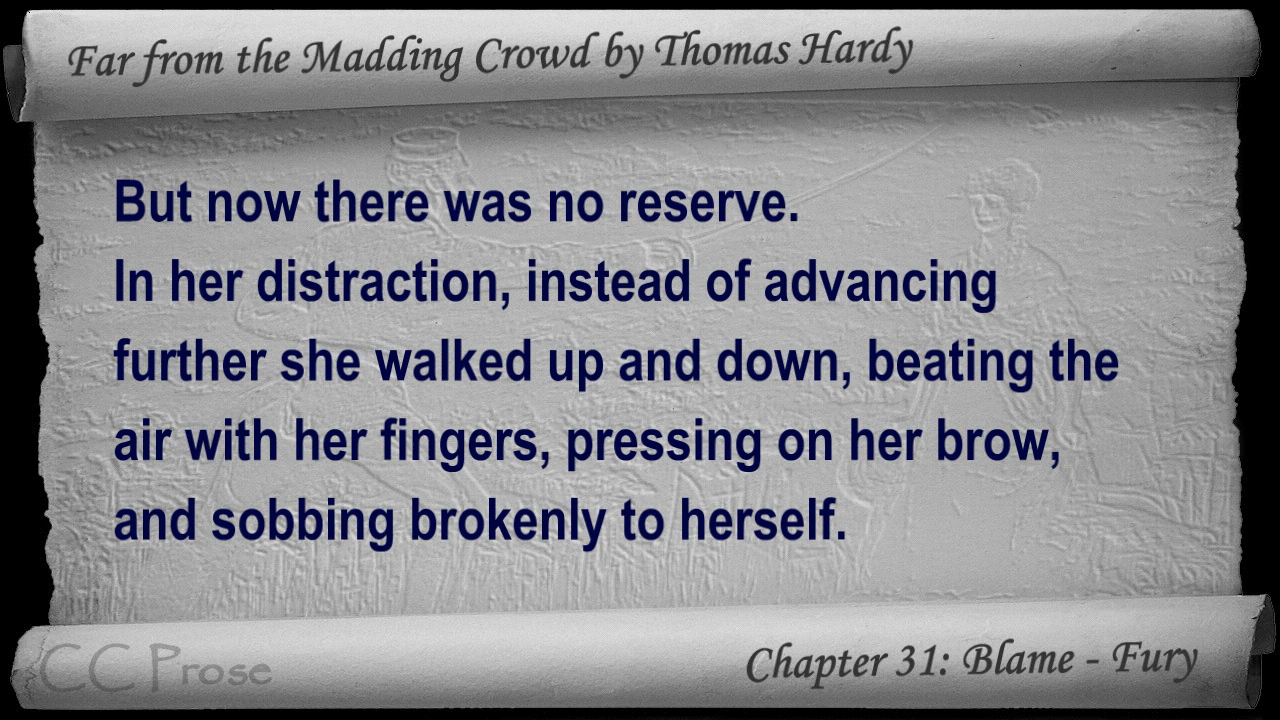 Far from the Madding Crowd by Thomas Hardy
But now there was no reserve.
In her distraction, instead of advancing
further she walked up and down, beating the
air with her fingers, pressing on her brow,
and sobbing brokenly to herself.
CC Prose
Chapter 31: Blame - Fury